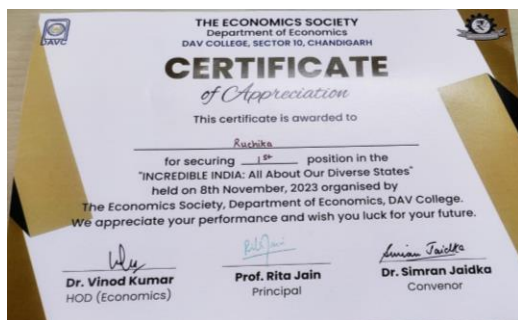 DAVC
THE ECONOMICS SOCIETY
Department of Economics
DAV COLLEGE, SECTOR 10, CHANDIGARH
CERTIFICATE
of Appreciation
This certificate is awarded to
Ruchika
for securing 1st position in the
"INCREDIBLE INDIA: All About Our Diverse States"
held on 8th November, 2023 organised by
The Economics Society, Department of Economics, DAV College.
We appreciate your performance and wish you luck for your future.
Simran Jaidka
Dr. Vinod Kumar
HOD (Economics)
Prof. Rita Jain
Principal
Dr. Simran Jaidka
Convenor